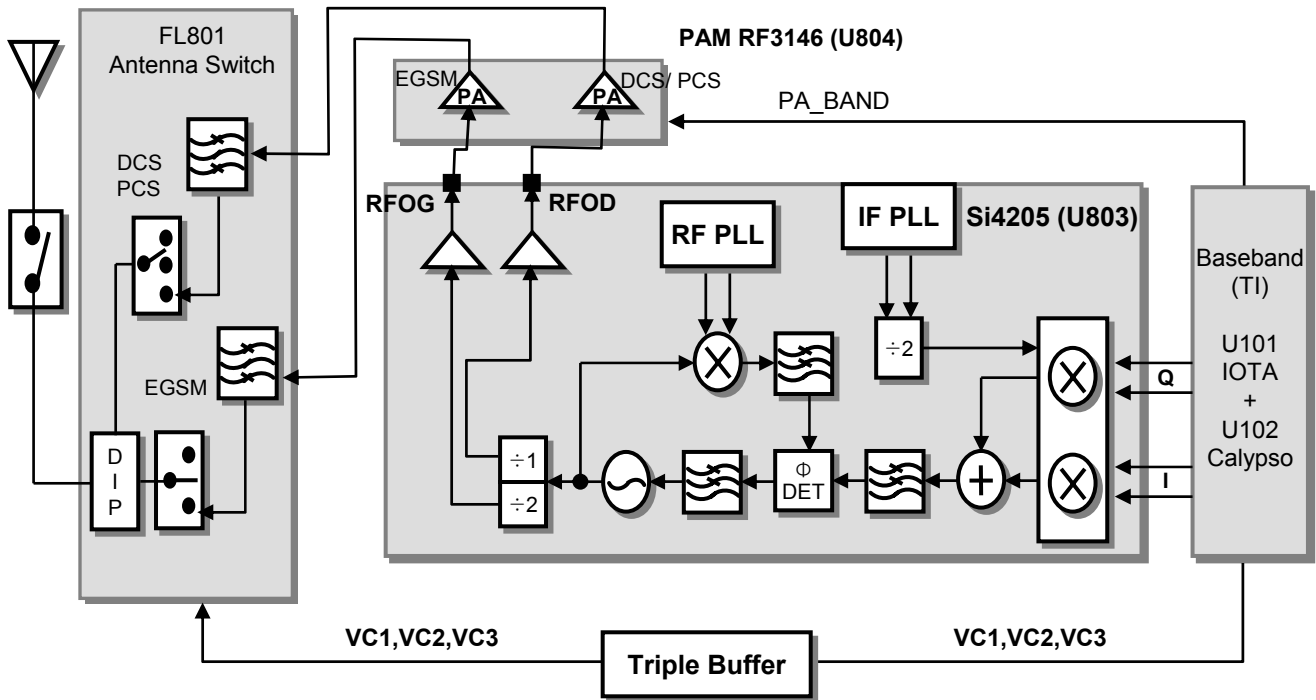 FL801
Antenna Switch
PAM RF3146 (U804)
EGSM
DCS/ PCS
PA
PA
PA_BAND
DCS
PCS
RFOG
RFOD
RF PLL
IF PLL
Si4205 (U803)
Baseband
(TI)
U101
IOTA
+
U102
Calypso
÷2
Q
EGSM
D
I
P
÷1
÷2
Φ
DET
I
VC1,VC2,VC3
Triple Buffer
VC1,VC2,VC3